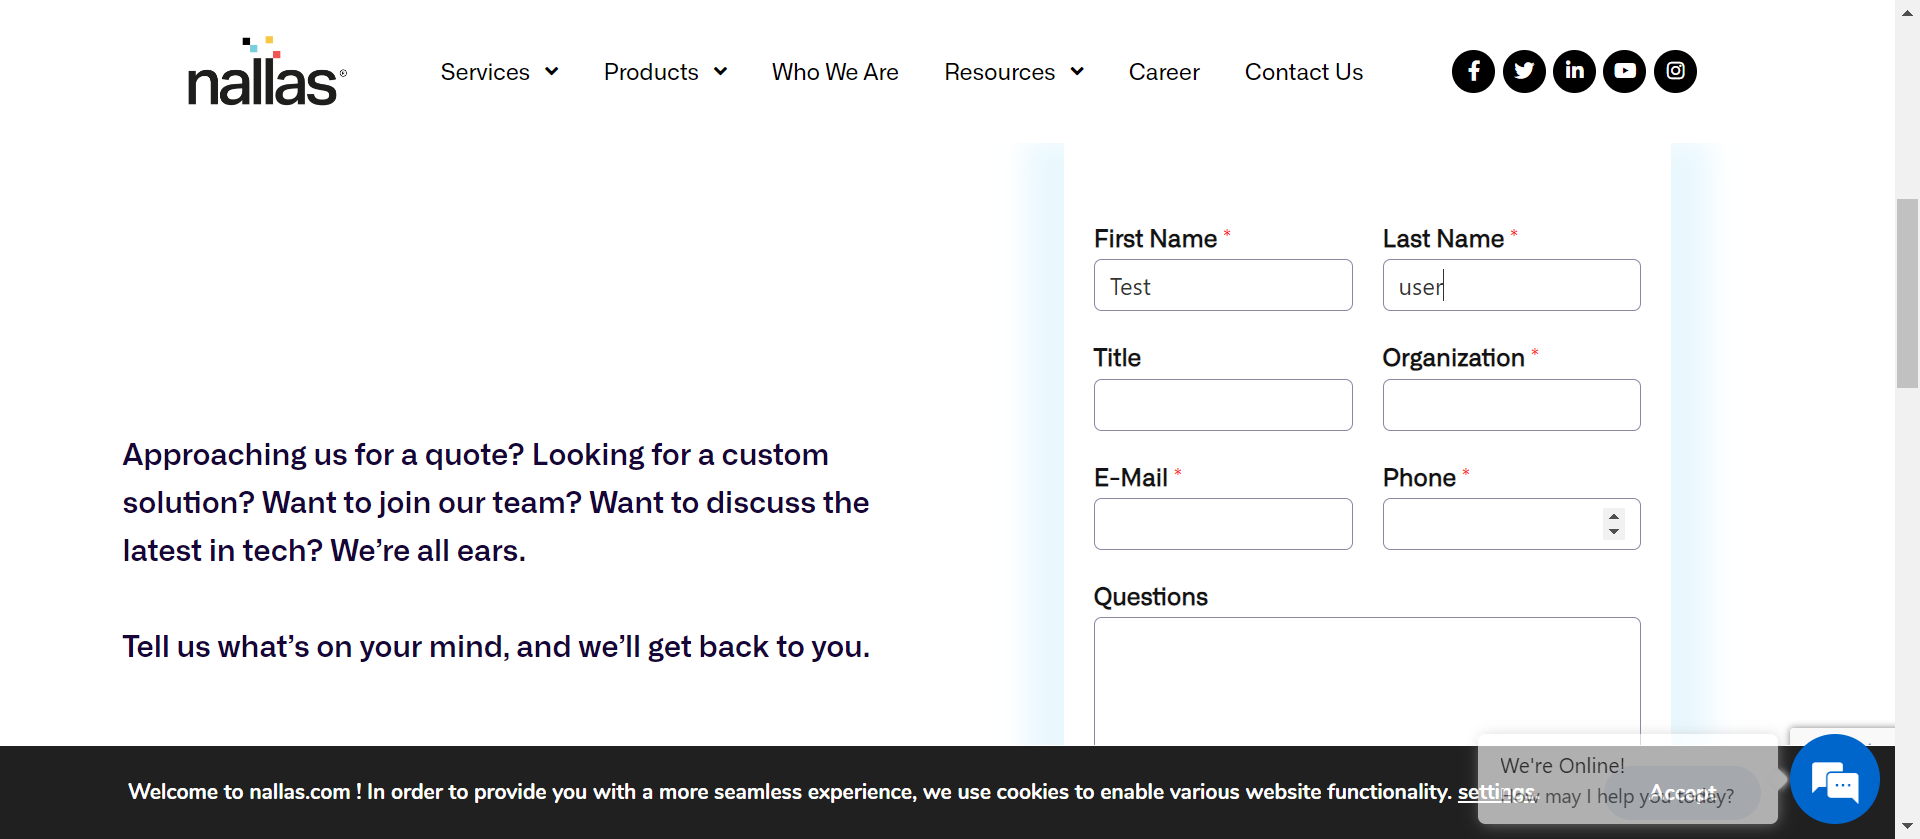 nallas®
Services
Products
Who We Are
Resources
Career
Contact Us
First Name *
Last Name *
Test
user
Title
Organization *
E-Mail *
Phone *
Questions
Approaching us for a quote? Looking for a custom
solution? Want to join our team? Want to discuss the
latest in tech? We’re all ears.
Tell us what’s on your mind, and we’ll get back to you.
Welcome to nallas.com ! In order to provide you with a more seamless experience, we use cookies to enable various website functionality. settings.
Accept
We're Online!
How may I help you today?